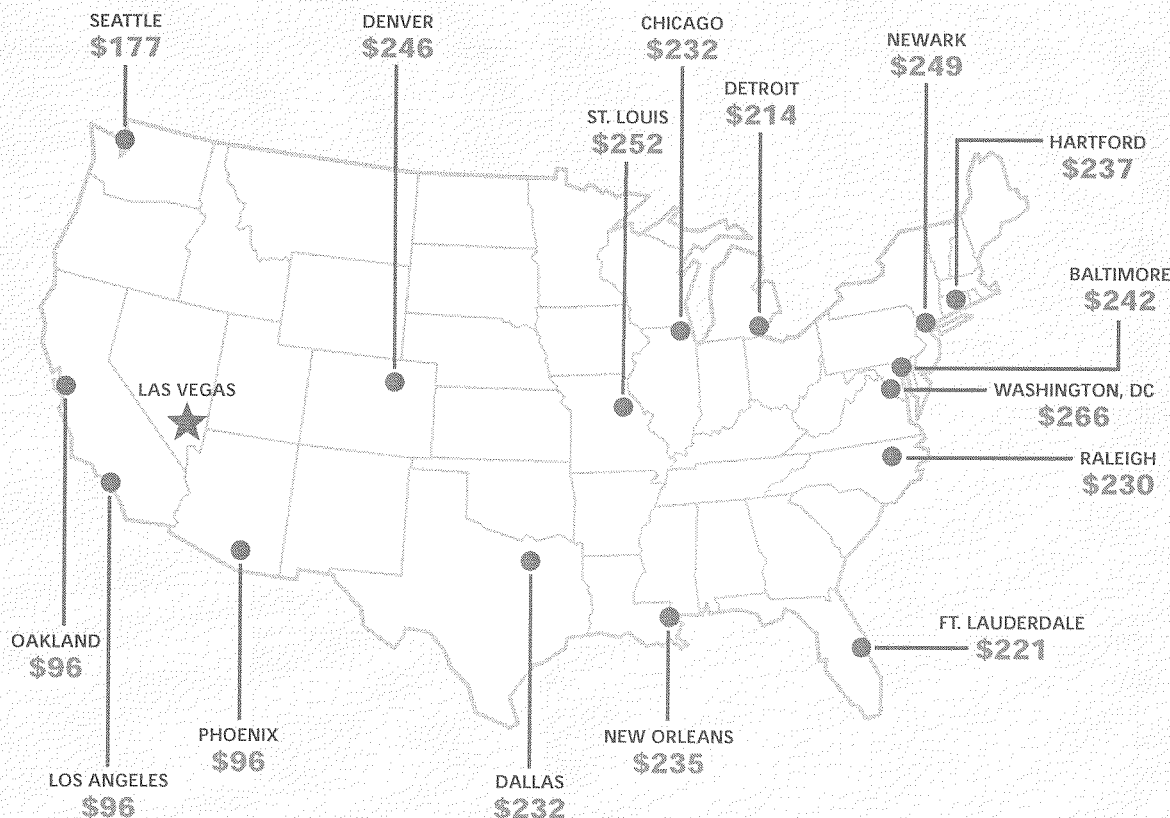 SEATTLE
$177
DENVER
$246
CHICAGO
$232
NEWARK
$249
DETROIT
$214
ST. LOUIS
$252
HARTFORD
$237
BALTIMORE
$242
LAS VEGAS
WASHINGTON, DC
$266
RALEIGH
$230
OAKLAND
$96
FT. LAUDERDALE
$221
PHOENIX
$96
NEW ORLEANS
$235
LOS ANGELES
$96
DALLAS
$232